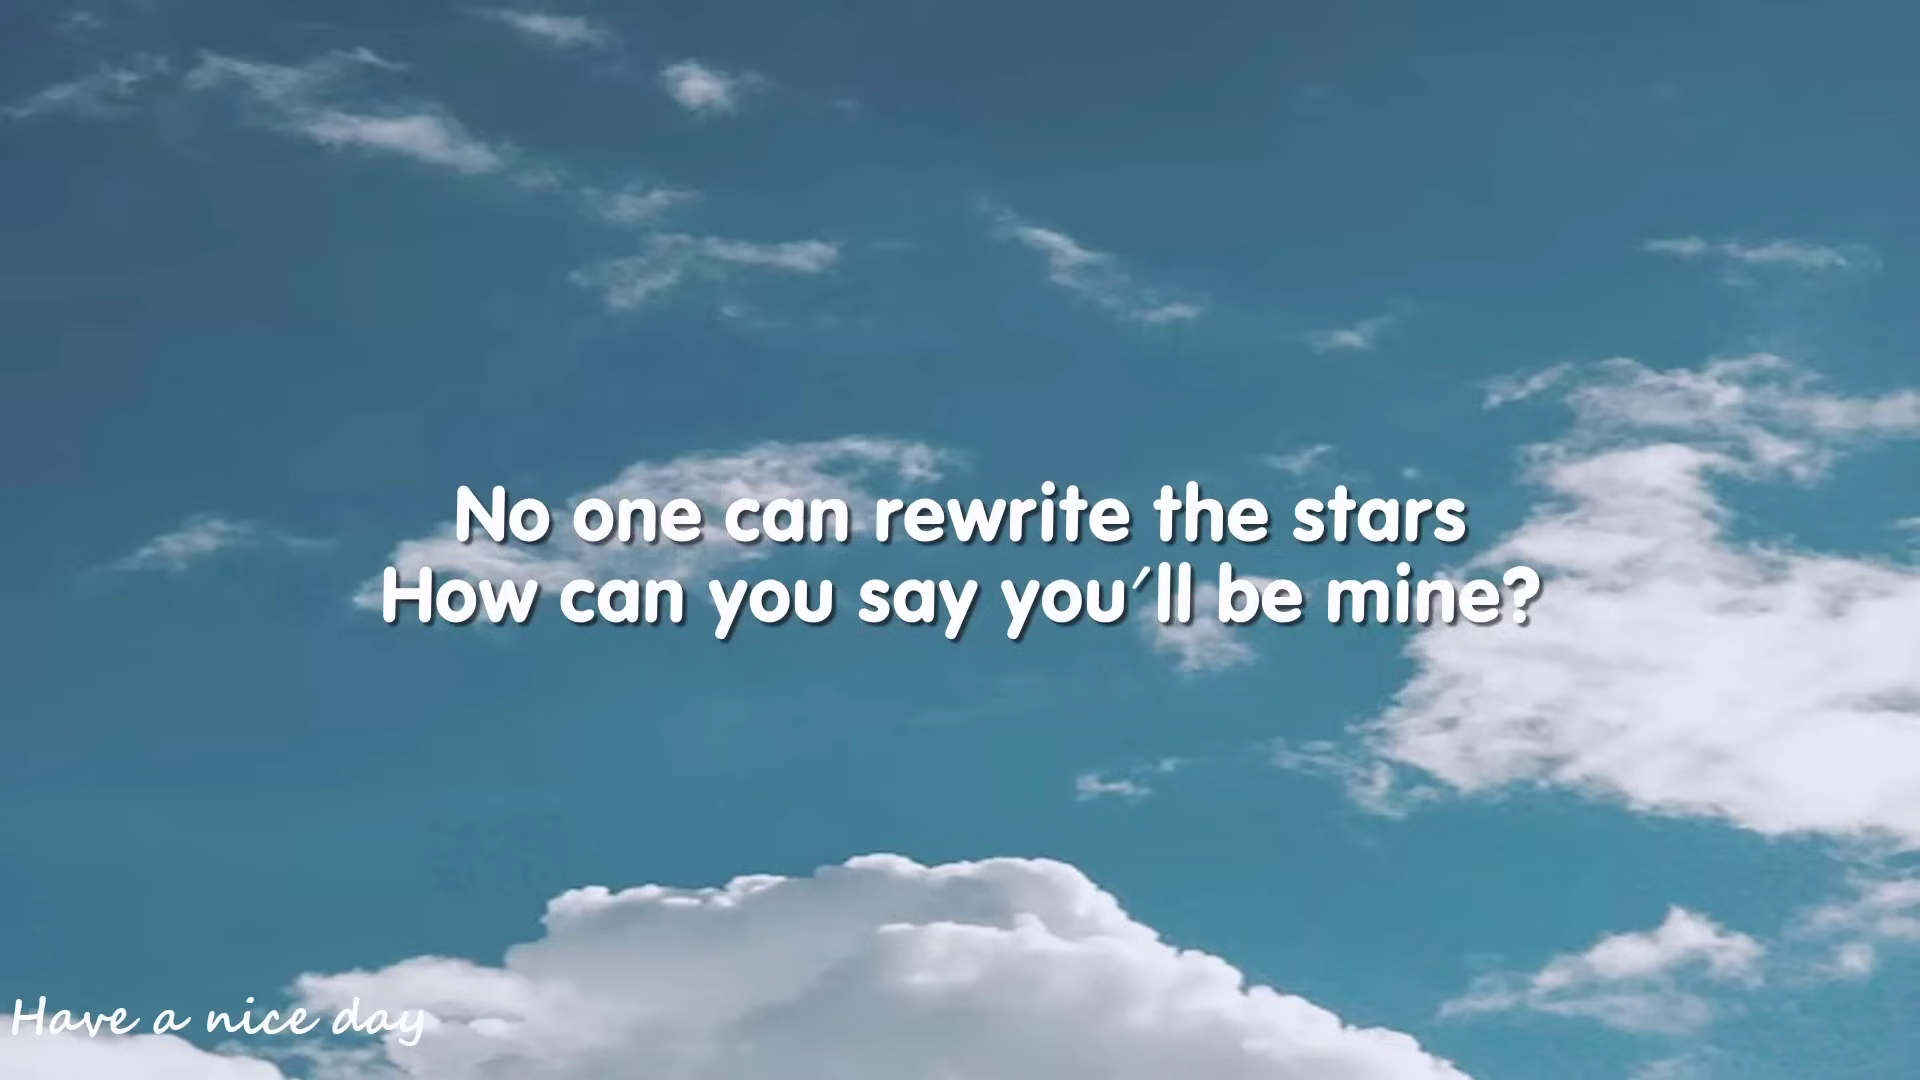 No one can rewrite the stars
How can you say you′ll be mine?
Have a nice day